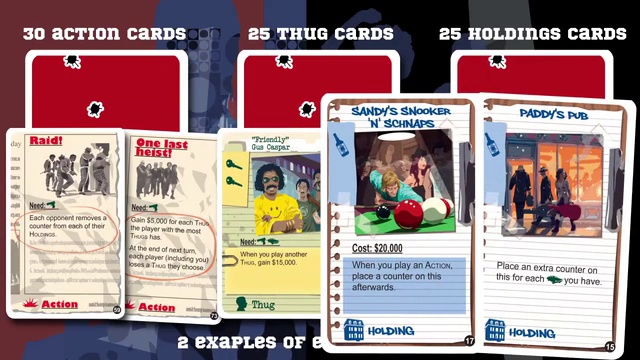 30 ACTION CARDS
25 THUG CARDS
25 HOLDINGS CARDS
Raid!
Need:
Each opponent removes a
counter from each of their
HOLDINGS.
Action
59
One last
heist!
Need:
Gain $5,000 for each THUG
the player with the most
THUGS has.
At the end of next turn,
each player (including you)
loses a THUG they choose.
Action
73
"Friendly"
Gus Caspar
Need:
When you play another
THUG, gain $15,000.
Thug
SANDY'S SNOOKER
'N' SCHNAPS
Cost: $20,000
When you play an ACTION,
place a counter on this
afterwards.
HOLDING
17
PADDY'S PUB
Place an extra counter on
this for each you have.
HOLDING
15
2 EXAPLES OF